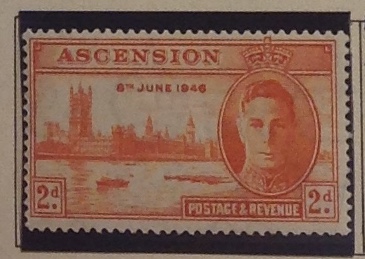 ASCENSION
8TH JUNE 1946
2d. POSTAGE & REVENUE 2d.